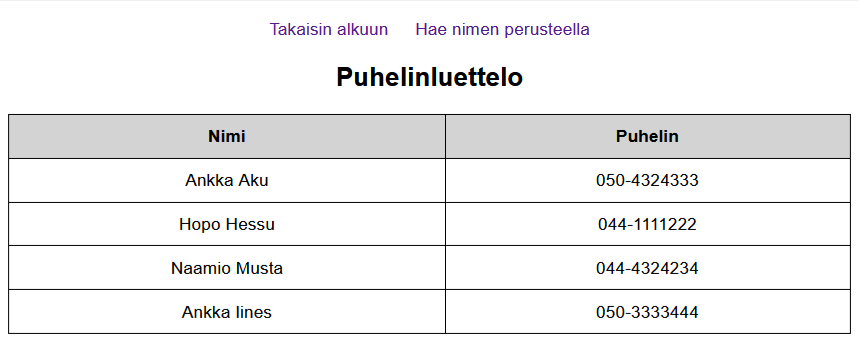 Takaisin alkuun Hae nimen perusteella
Puhelinluettelo
Nimi Puhelin
Ankka Aku 050-4324333
Hopo Hessu 044-1111222
Naamio Musta 044-4324234
Ankka Iines 050-3333444